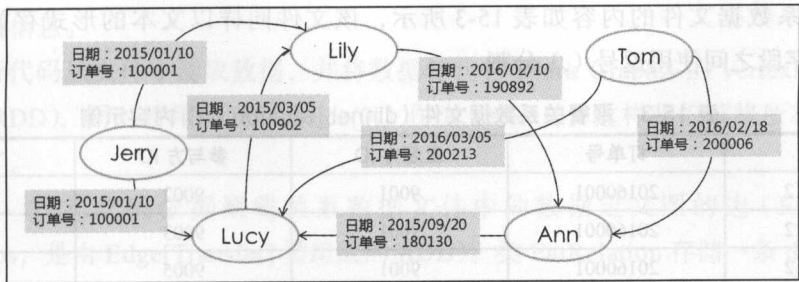 日期：2015/01/10
订单号：100001
Lily
Tom
日期：2016/02/10
订单号：190892
日期：2015/03/05
订单号：100902
日期：2016/03/05
订单号：200213
日期：2016/02/18
订单号：200006
Jerry
日期：2015/01/10
订单号：100001
Lucy
日期：2015/09/20
订单号：180130
Ann